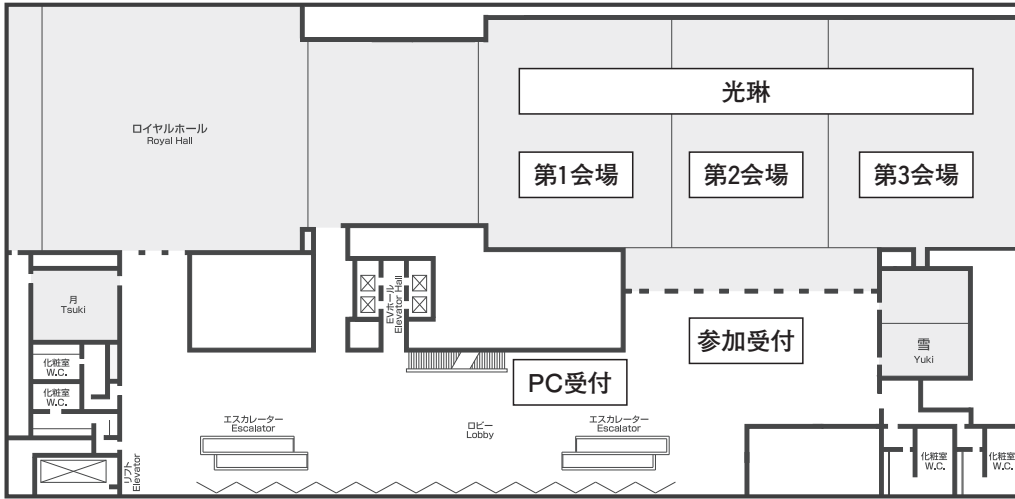 光琳
ロイヤルホール
Royal Hall
第1会場
第2会場
第3会場
月
Tsuki
EVホール
Elevator Hall
参加受付
雪
Yuki
化粧室
W.C.
化粧室
W.C.
PC受付
エスカレーター
Escalator
ロビー
Lobby
エスカレーター
Escalator
リフト
Elevator
化粧室
W.C.
化粧室
W.C.